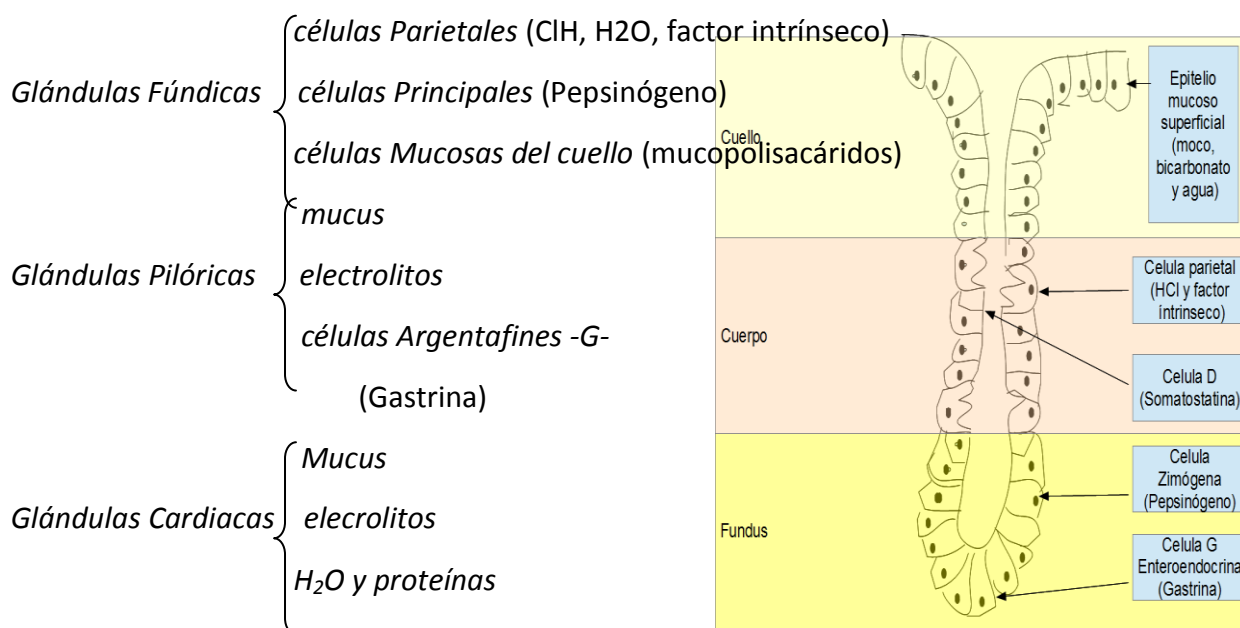 células Parietales (ClH, H2O, factor intrínseco)
Glándulas Fúndicas
células Principales (Pepsinógeno)
células Mucosas del cuello (mucopolisacáridos)
mucus
Glándulas Pilóricas
electrolitos
células Argentafines -G-
(Gastrina)
Mucus
Glándulas Cardiacas
elecrolitos
H₂O y proteínas
Cuello
Epitelio
mucoso
superficial
(moco,
bicarbonato
y agua)
Cuerpo
Celula parietal
(HCl y factor
íntrinseco)
Celula D
(Somatostatina)
Fundus
Celula
Zimógena
(Pepsinógeno)
Celula G
Enteroendocrina
(Gastrina)